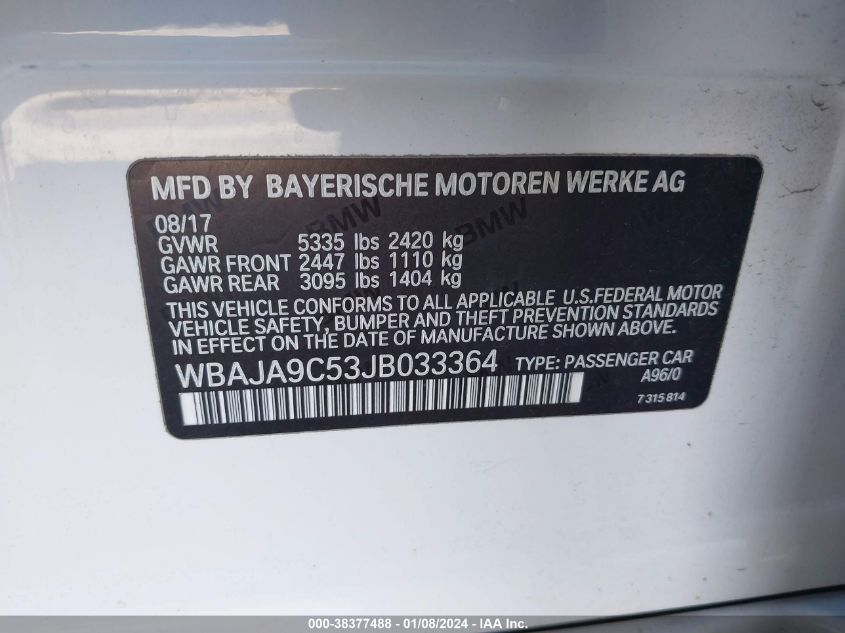 MFD BY BAYERISCHE MOTOREN WERKE AG
08/17
GVWR 5335 lbs 2420 kg
GAWR FRONT 2447 lbs 1110 kg
GAWR REAR 3095 lbs 1404 kg
THIS VEHICLE CONFORMS TO ALL APPLICABLE U.S.FEDERAL MOTOR
VEHICLE SAFETY, BUMPER AND THEFT PREVENTION STANDARDS
IN EFFECT ON THE DATE OF MANUFACTURE SHOWN ABOVE.
WBAJA9C53JB033364 TYPE: PASSENGER CAR
A96/0
7 315 814
BMW
BMW
000-38377488 - 01/08/2024 - IAA Inc.